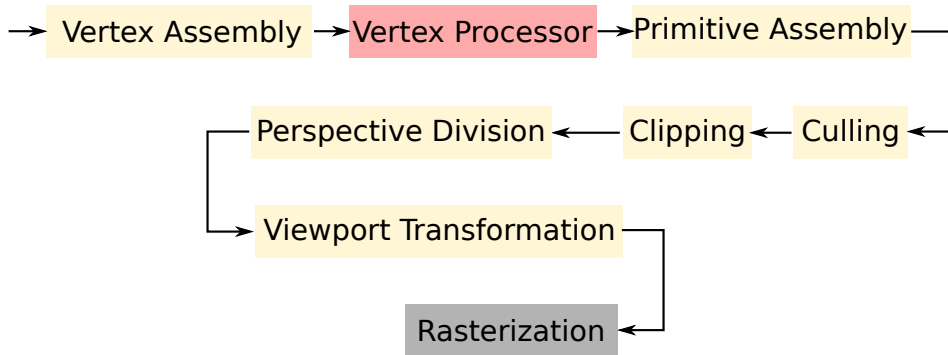 Vertex Assembly
Vertex Processor
Primitive Assembly
Culling
Clipping
Perspective Division
Viewport Transformation
Rasterization